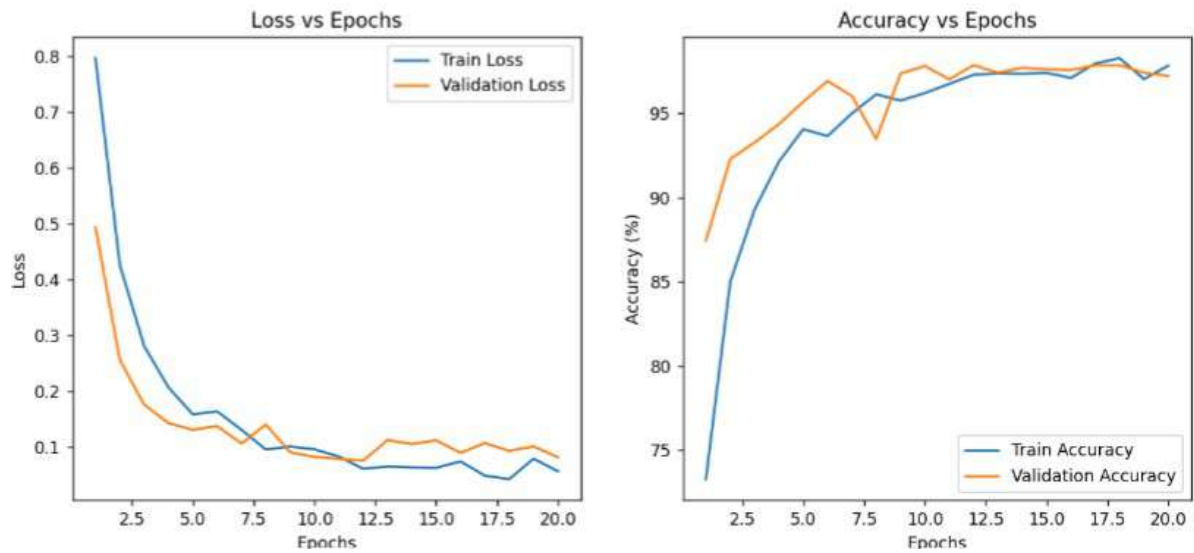 Loss vs Epochs
0.8
0.7
0.6
0.5
0.4
0.3
0.2
0.1
Loss
Train Loss
Validation Loss
2.5 5.0 7.5 10.0 12.5 15.0 17.5 20.0
Epochs
Accuracy vs Epochs
95
90
85
80
75
Accuracy (%)
Train Accuracy
Validation Accuracy
2.5 5.0 7.5 10.0 12.5 15.0 17.5 20.0
Epochs